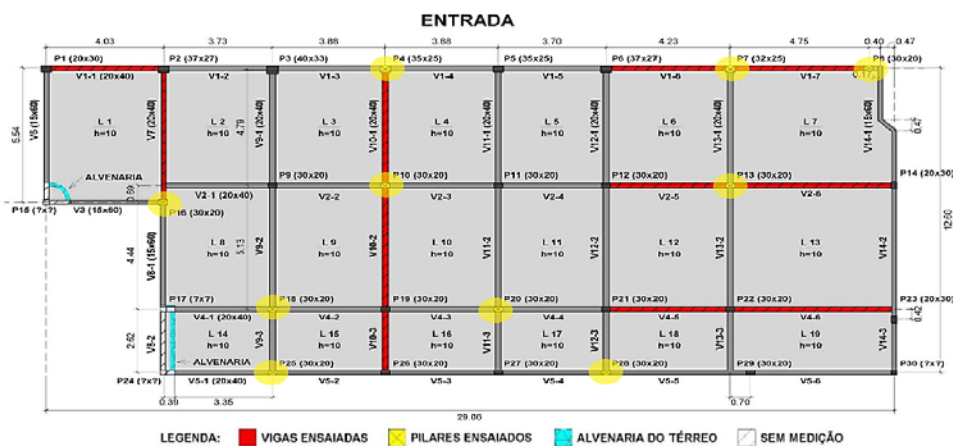 ENTRADA
4.03 3.73 3.88 3.88 3.70 4.23 4.75 0.40 0.47
P1 (20x30) P2 (37x27) P3 (40x33) P4 (35x25) P5 (35x25) P6 (37x27) P7 (32x25) P8 (30x20)
V1-1 (20x40) V1-2 V1-3 V1-4 V1-5 V1-6 V1-7 0.17
5.54 V6 (15x60) V7 (20x40) 4.79 V9-1 (20x40) V10-1 (20x40) V11-1 (20x40) V12-1 (20x40) V13-1 (20x40) V14-1 (15x60) 0.47
L 1 L 2 L 3 L 4 L 5 L 6 L 7
h=10 h=10 h=10 h=10 h=10 h=10 h=10
ALVENARIA 0.69 P9 (30x20) P10 (30x20) P11 (30x20) P12 (30x20) P13 (30x20) P14 (20x30)
V2-1 (20x40) V2-2 V2-3 V2-4 V2-5 V2-6
P15 (?x?) V3 (15x60) P16 (30x20)
4.44 V8-1 (15x60) 5.13 V9-2 V10-2 V11-2 V12-2 V13-2 V14-2 12.60
L 8 L 9 L 10 L 11 L 12 L 13
h=10 h=10 h=10 h=10 h=10 h=10
P17 (?x?) P18 (30x20) P19 (30x20) P20 (30x20) P21 (30x20) P22 (30x20) P23 (20x30)
V4-1 (20x40) V4-2 V4-3 V4-4 V4-5 V4-6 0.42
2.62 V8-2 L 14 V9-3 L 15 V10-3 L 16 V11-3 L 17 V12-3 L 18 V13-3 L 19 V14-3
h=10 h=10 h=10 h=10 h=10 h=10
ALVENARIA
P25 (30x20) P26 (30x20) P27 (30x20) P28 (30x20) P29 (30x20) P30 (?x?)
P24 (?x?) V5-1 (20x40) V5-2 V5-3 V5-4 V5-5 V5-6
0.39 3.35 0.70
29.86
LEGENDA: VIGAS ENSAIADAS PILARES ENSAIADOS ALVENARIA DO TÉRREO SEM MEDIÇÃO